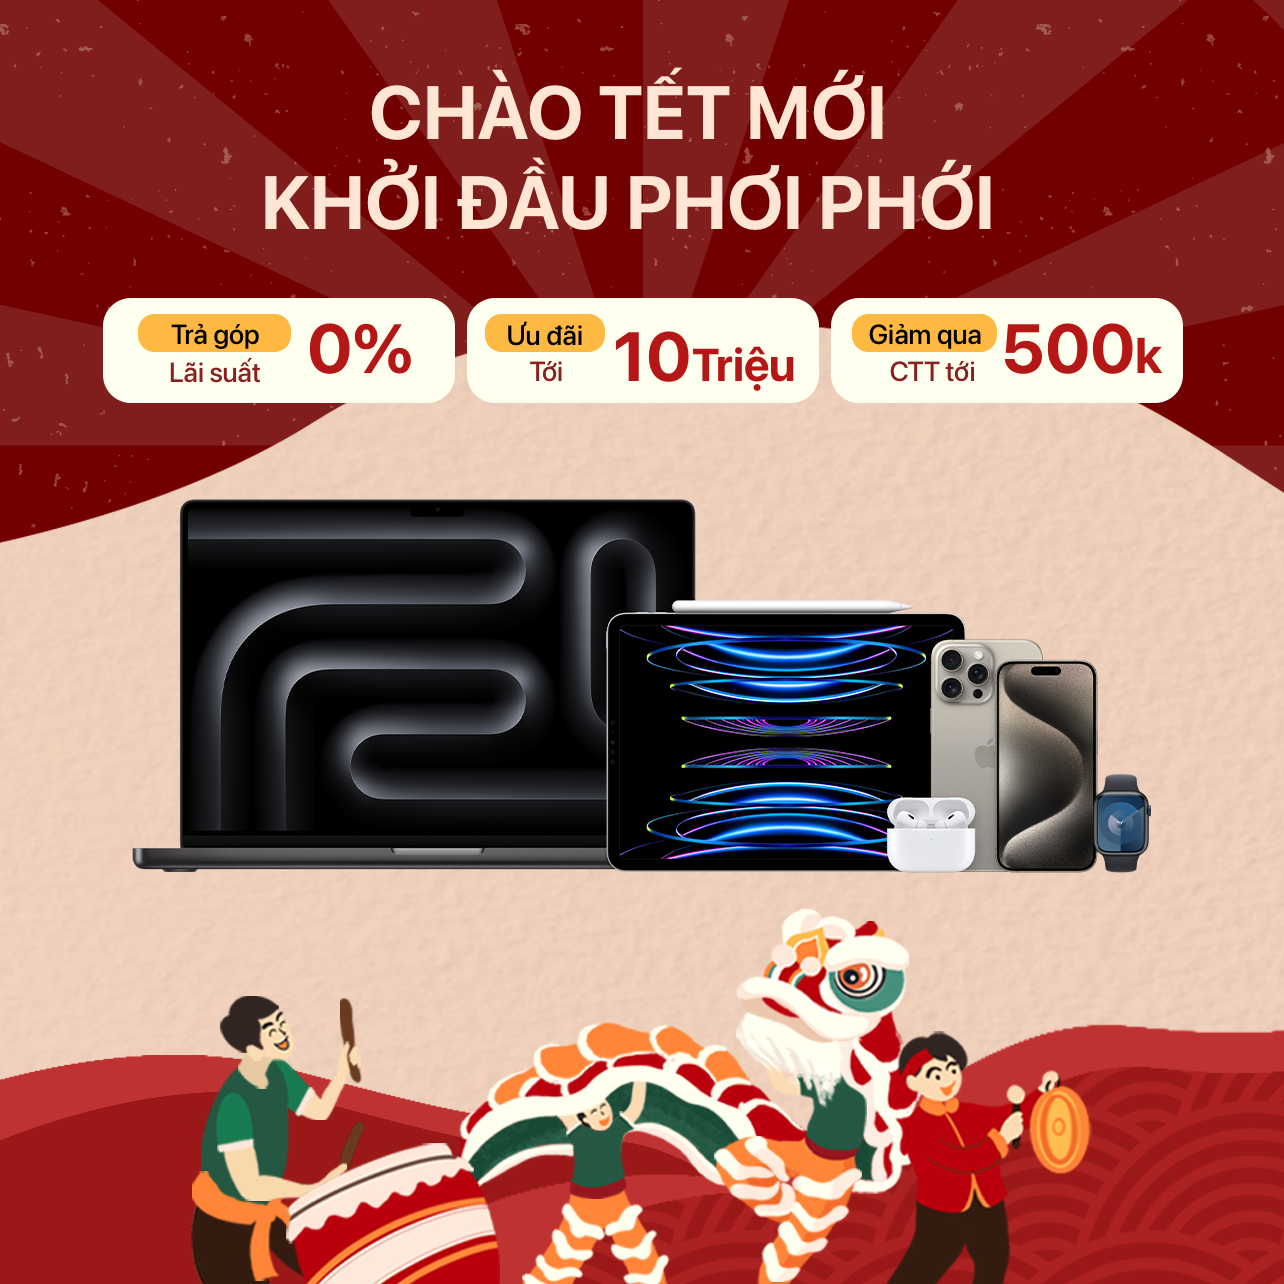 CHÀO TẾT MỚI
KHỞI ĐẦU PHƠI PHỚI
Trả góp
Lãi suất
0%
Ưu đãi
Tới
10Triệu
Giảm qua
CTT tới
500k